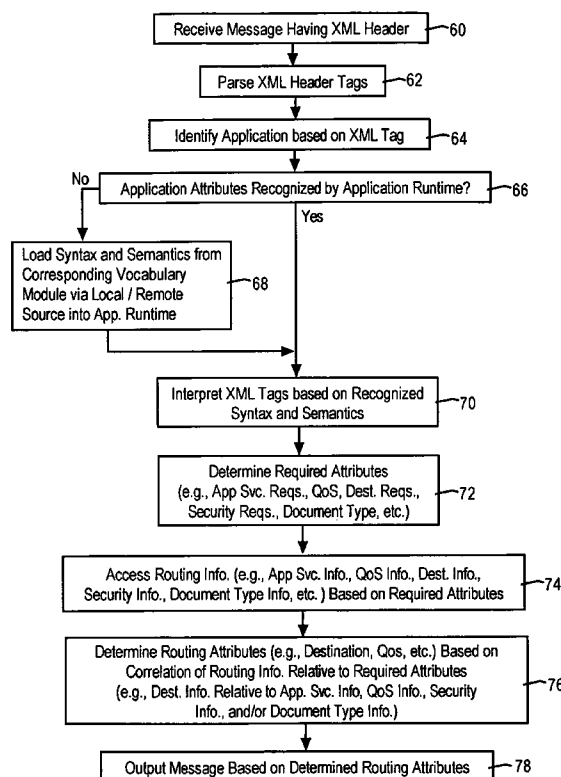 Receive Message Having XML Header
60
Parse XML Header Tags
62
Identify Application based on XML Tag
64
No
Application Attributes Recognized by Application Runtime?
66
Yes
Load Syntax and Semantics from
Corresponding Vocabulary
Module via Local / Remote
Source into App. Runtime
68
Interpret XML Tags based on Recognized
Syntax and Semantics
70
Determine Required Attributes
(e.g., App Svc. Reqs., QoS, Dest. Reqs.,
Security Reqs., Document Type, etc.)
72
Access Routing Info. (e.g., App Svc. Info., QoS Info., Dest. Info.,
Security Info., Document Type Info, etc. ) Based on Required Attributes
74
Determine Routing Attributes (e.g., Destination, Qos, etc.) Based on
Correlation of Routing Info. Relative to Required Attributes
(e.g., Dest. Info. Relative to App. Svc. Info, QoS Info., Security
Info., and/or Document Type Info.)
76
Output Message Based on Determined Routing Attributes
78